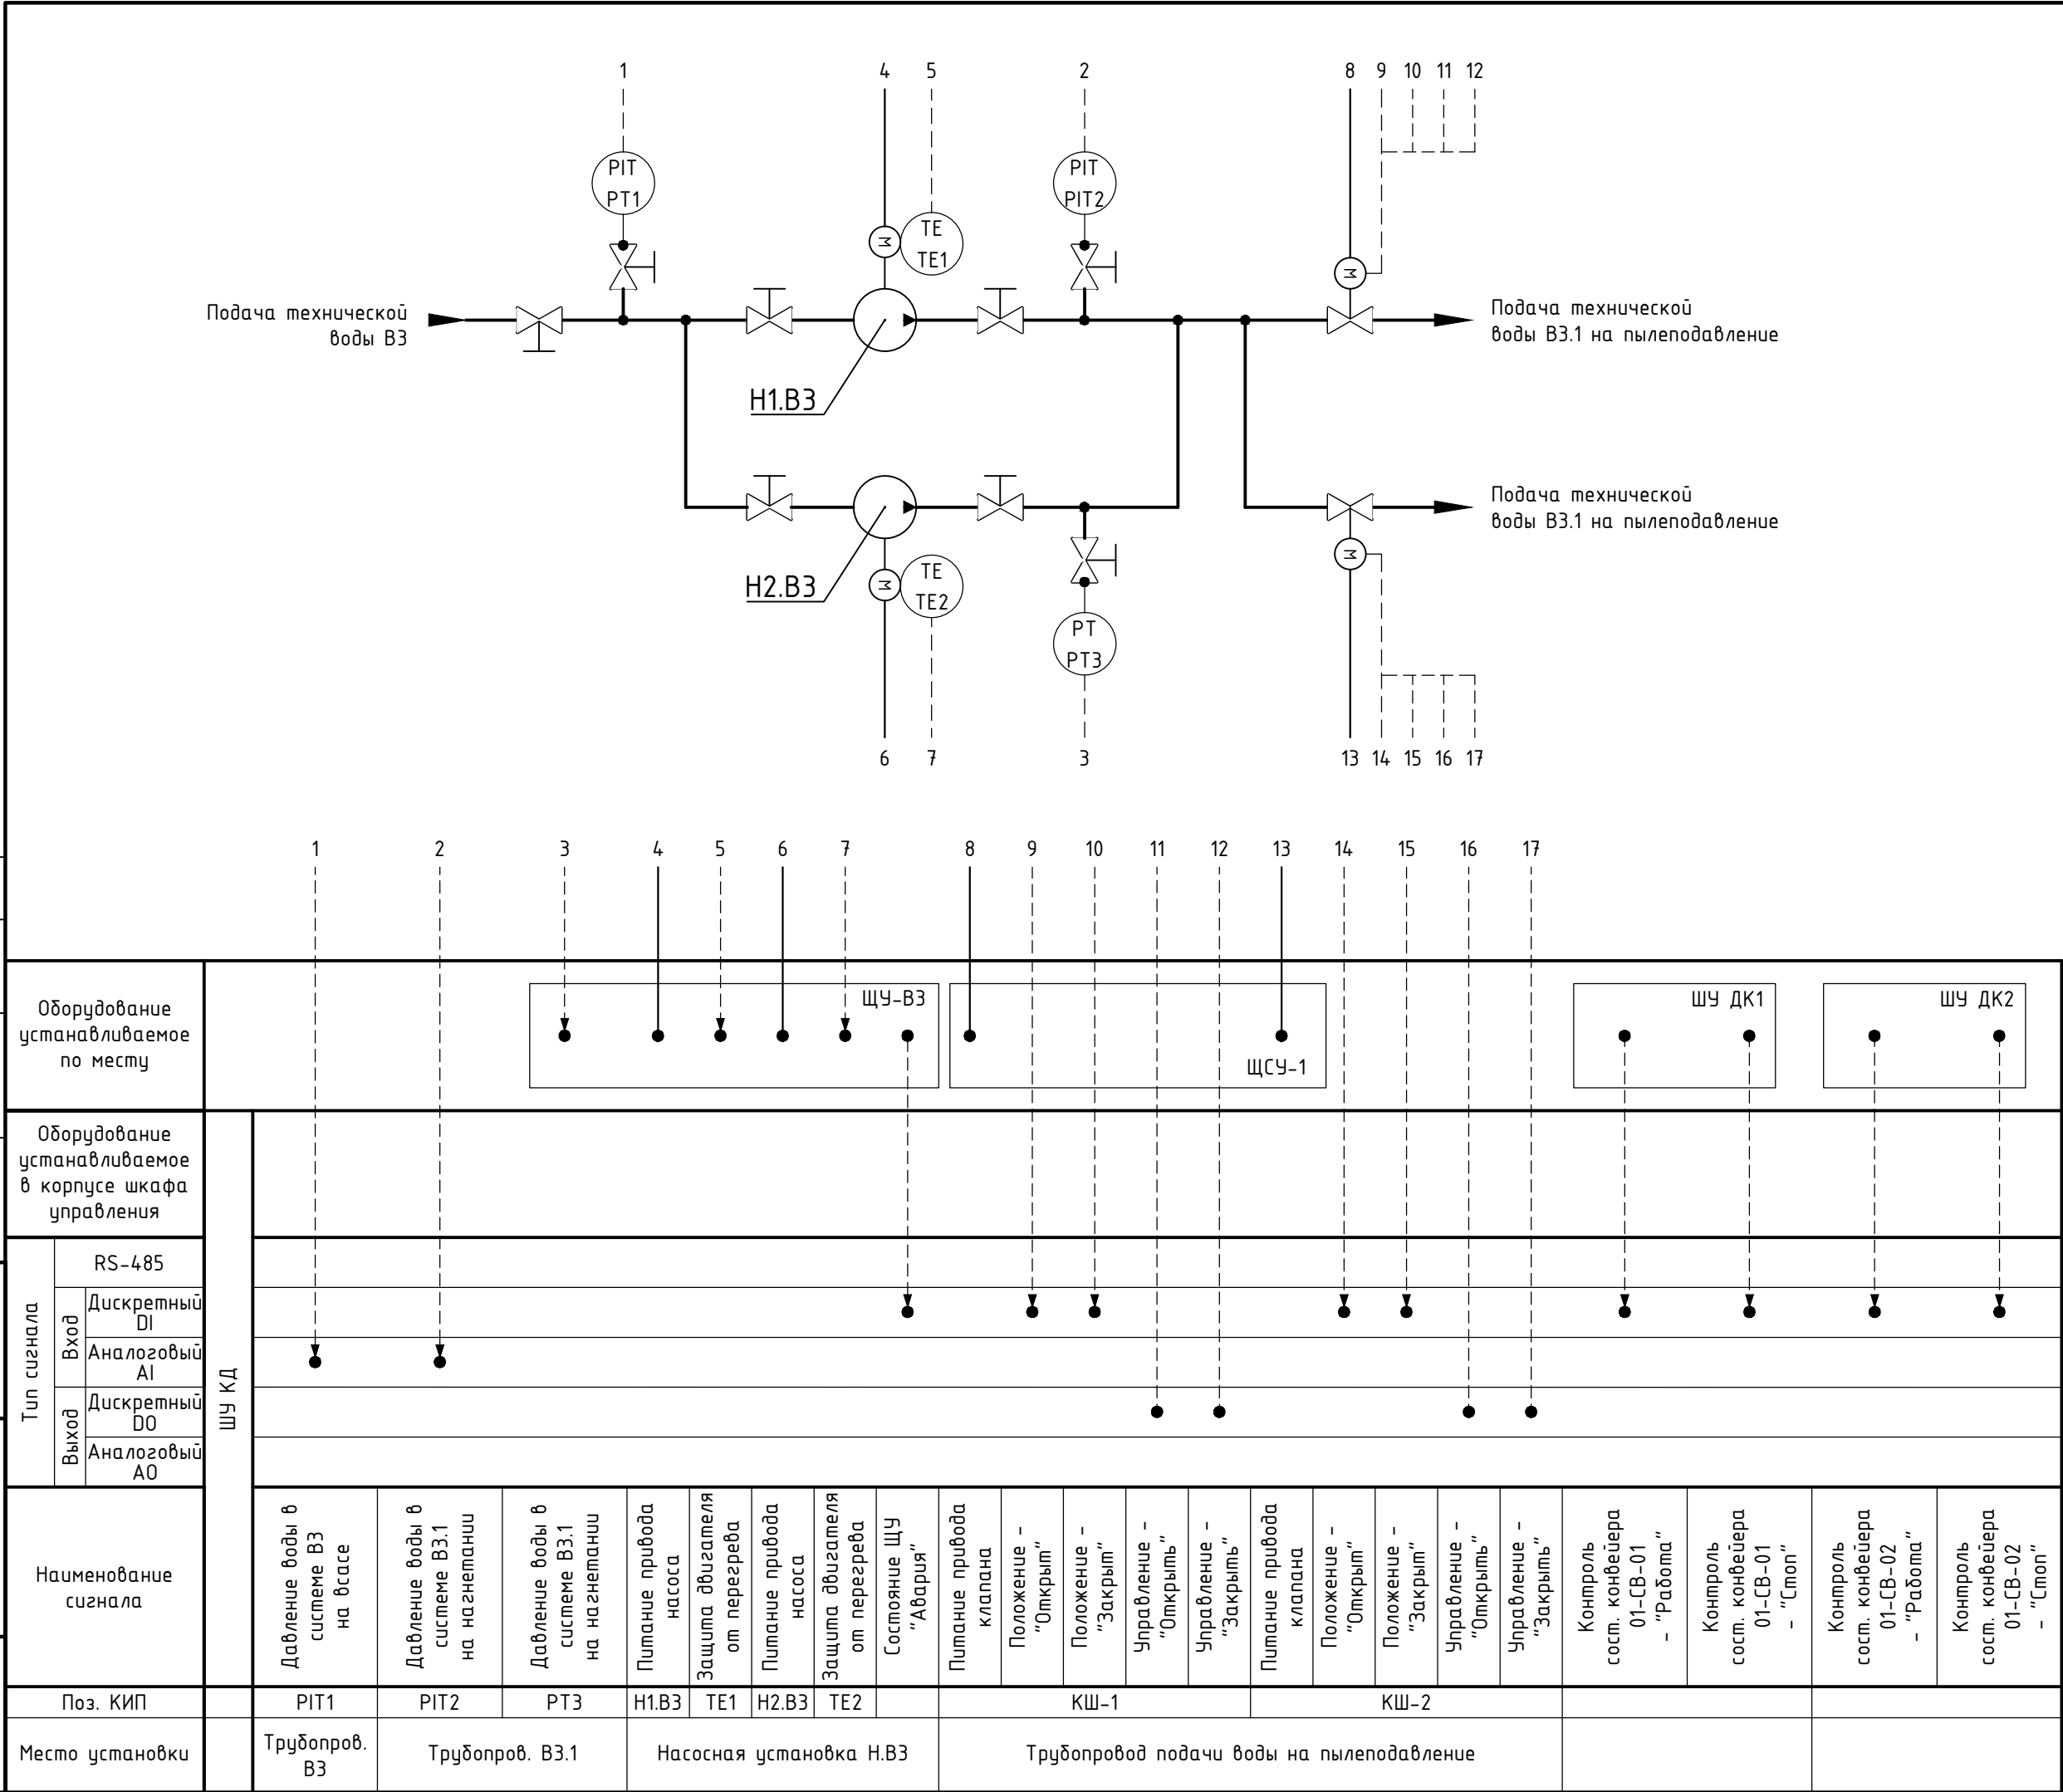 1
4
5
2
8
9
10
11
12
PIT
PT1
PIT
PIT2
TE
TE1
M
M
Подача технической
воды В3
Подача технической
воды В3.1 на пылеподавление
Н1.В3
Подача технической
воды В3.1 на пылеподавление
M
Н2.В3
M
TE
TE2
PT
PT3
6
7
3
13
14
15
16
17
1
2
3
4
5
6
7
8
9
10
11
12
13
14
15
16
17
Оборудование
устанавливаемое
по месту
ЩУ-В3
ЩСУ-1
ШУ ДК1
ШУ ДК2
Оборудование
устанавливаемое
в корпусе шкафа
управления
ШУ КД
Тип сигнала
RS-485
Вход
Дискретный
DI
Аналоговый
AI
Выход
Дискретный
DO
Аналоговый
AO
Наименование
сигнала
Давление воды в
системе В3
на всасе
Давление воды в
системе В3.1
на нагнетании
Давление воды в
системе В3.1
на нагнетании
Питание привода
насоса
Защита двигателя
от перегрева
Питание привода
насоса
Защита двигателя
от перегрева
Состояние ЩУ
"Авария"
Питание привода
клапана
Положение -
"Открыт"
Положение -
"Закрыт"
Управление -
"Открыть"
Управление -
"Закрыть"
Питание привода
клапана
Положение -
"Открыт"
Положение -
"Закрыт"
Управление -
"Открыть"
Управление -
"Закрыть"
Контроль
сост. конвейера
01-СВ-01
- "Работа"
Контроль
сост. конвейера
01-СВ-01
- "Стоп"
Контроль
сост. конвейера
01-СВ-02
- "Работа"
Контроль
сост. конвейера
01-СВ-02
- "Стоп"
Поз. КИП
PIT1
PIT2
PT3
Н1.В3
TE1
Н2.В3
TE2
КШ-1
КШ-2
Место установки
Трубопров.
В3
Трубопров. В3.1
Насосная установка Н.В3
Трубопровод подачи воды на пылеподавление